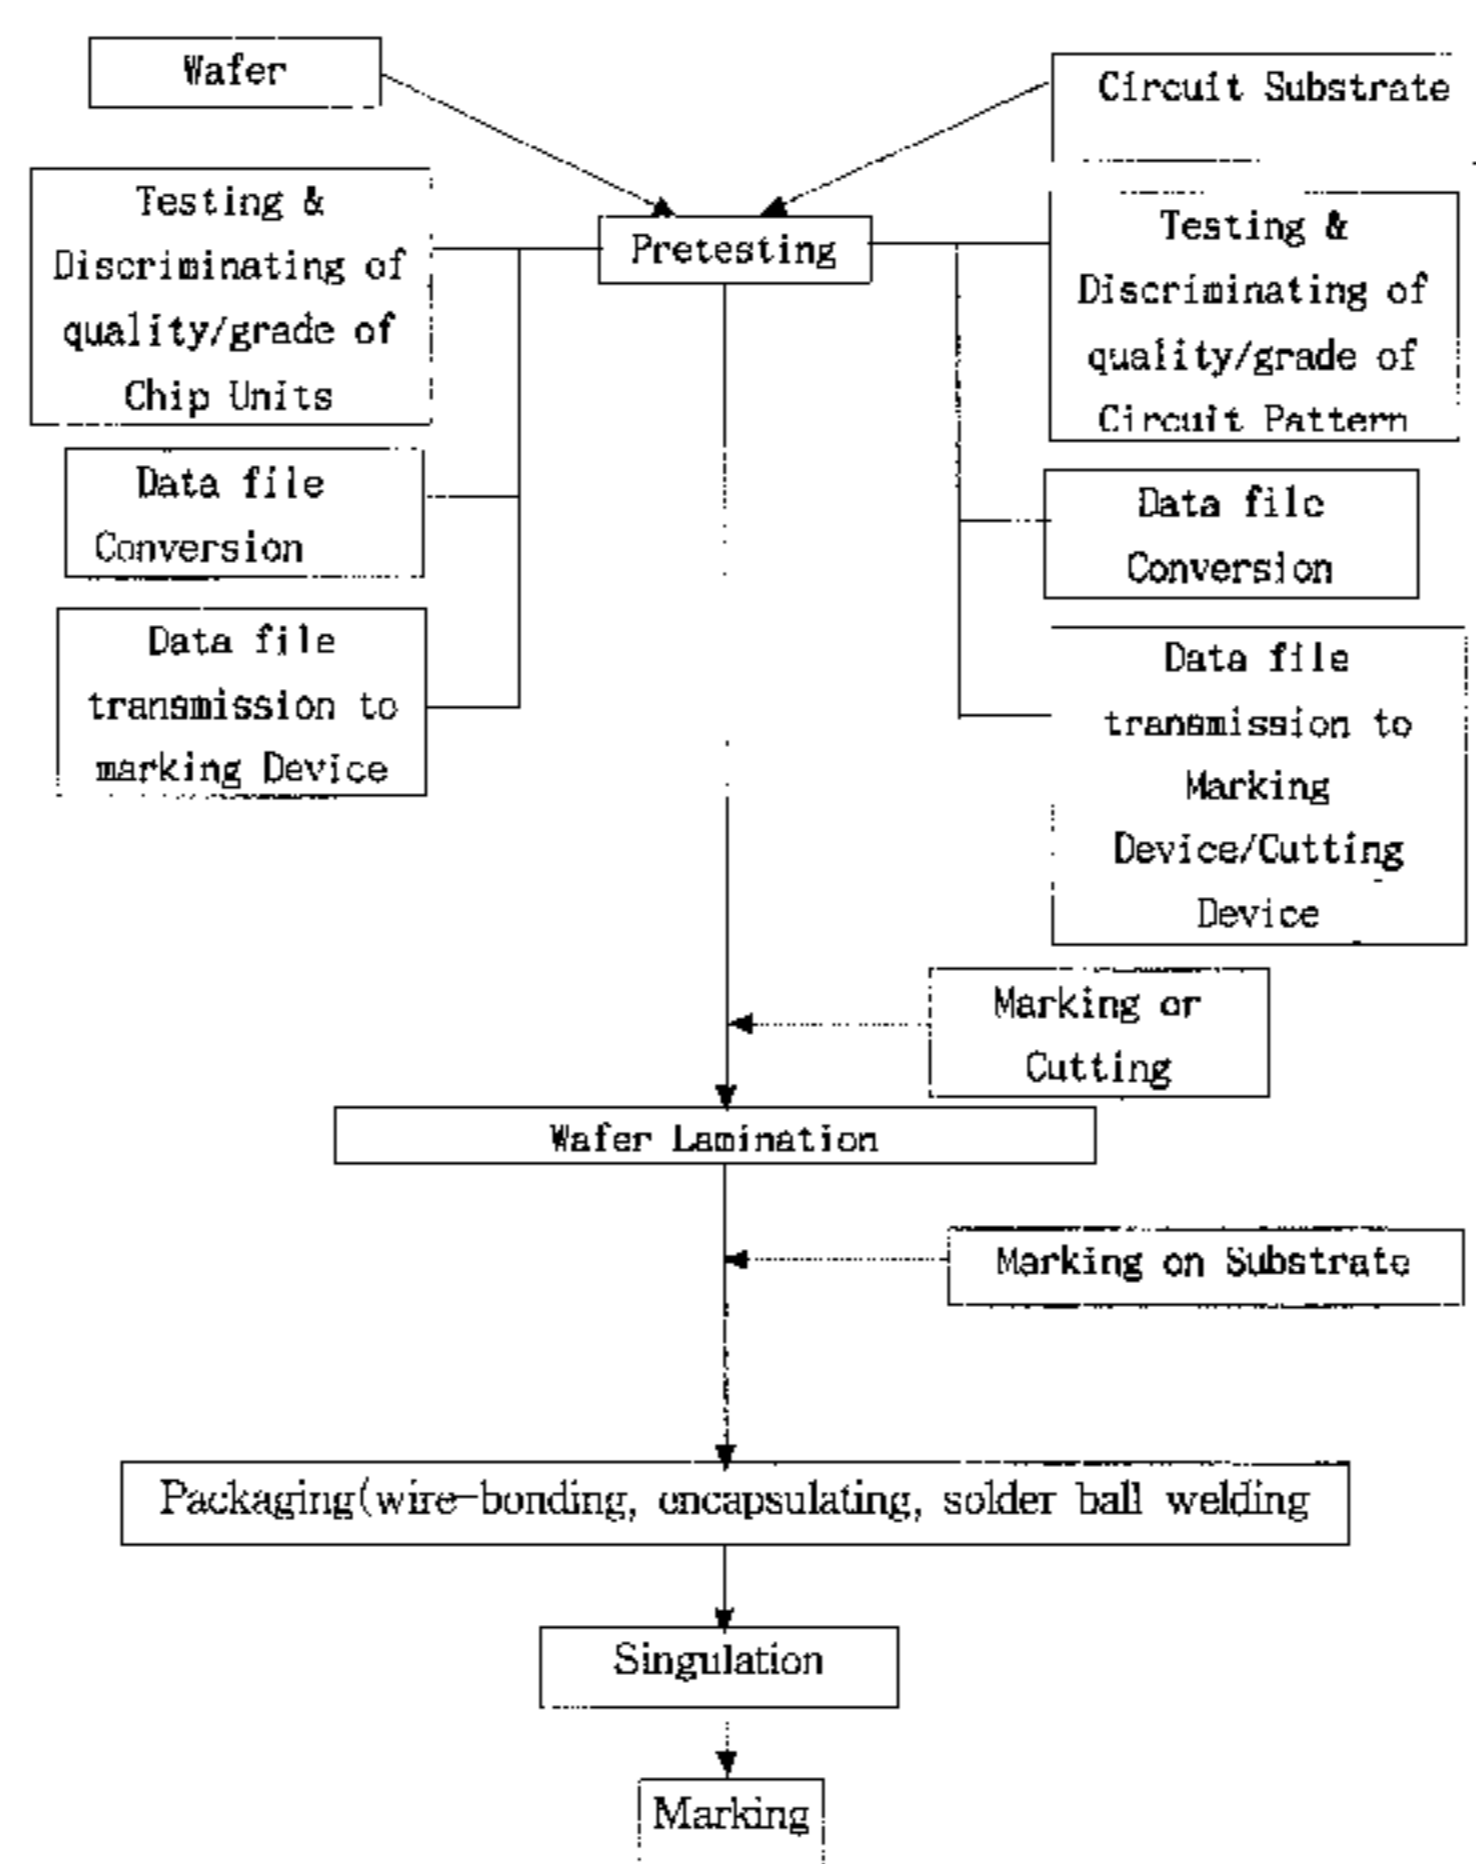 Wafer
Circuit Substrate
Pretesting
Testing &
Discriminating of
quality/grade of
Chip Units
Data file
Conversion
Data file
transmission to
marking Device
Testing &
Discriminating of
quality/grade of
Circuit Pattern
Data file
Conversion
Data file
transmission to
Marking
Device/Cutting
Device
Marking or
Cutting
Wafer Lamination
Marking on Substrate
Packaging(wire-bonding, encapsulating, solder ball welding
Singulation
Marking